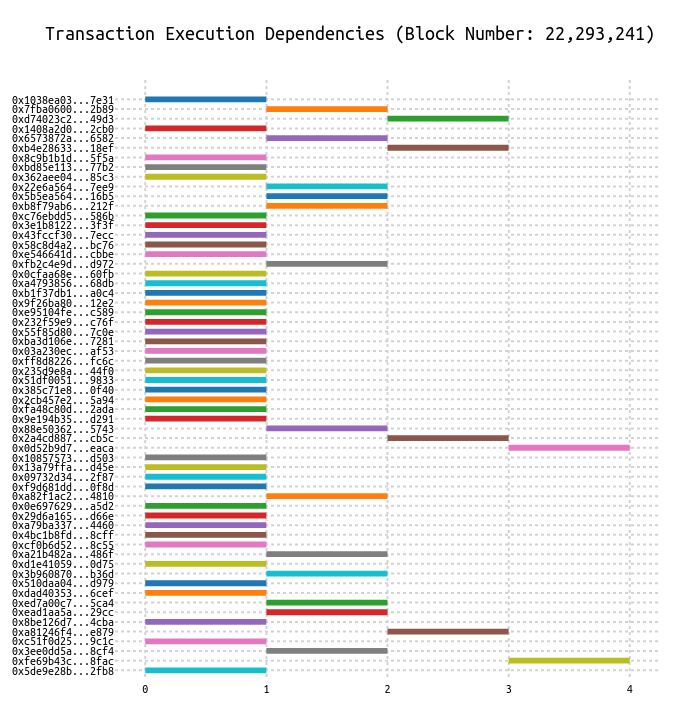 Transaction Execution Dependencies (Block Number: 22,293,241)
0x1038ea03...7e31
0x7fba0600...2b89
0xd74023c2...49d3
0x1408a2d0...2cb0
0x6573872a...6582
0xb4e28633...18ef
0x8c9b1b1d...5f5a
0xbd85e113...77b2
0x362aee04...85c3
0x22e6a564...7ee9
0x5b5ea564...16b5
0xb8f79ab6...212f
0xc76ebdd5...586b
0x3e1b8122...3f3f
0x43fccf30...7ecc
0x58c8d4a2...bc76
0xe546641d...cbbe
0xfb2c4e9d...d972
0x0cfaa68e...60fb
0xa4793856...68db
0xb1f37db1...a0c4
0x9f26ba80...12e2
0xe95104fe...c589
0x232f59e9...c76f
0x55f85d80...7c0e
0xba3d106e...7281
0x03a230ec...af53
0xff8d8226...fc6c
0x235d9e8a...44f0
0x51df0051...9833
0x385c71e8...0f40
0x2cb457e2...5a94
0xfa48c80d...2ada
0x9e194b35...d291
0x88e50362...5743
0x2a4cd887...cb5c
0x0d52b9d7...eaca
0x10857573...d503
0x13a79ffa...d45e
0x09732d34...2f87
0xf9d681dd...0f8d
0xa82f1ac2...4810
0x0e697629...a5d2
0x29d6a165...d66e
0xa79ba337...4460
0x4bc1b8fd...8cff
0xcf0b6d52...8c55
0xa21b482a...486f
0xd1e41059...0d75
0x3b960870...b36d
0x510daa04...d979
0xdad40353...6cef
0xed7a00c7...5ca4
0xead1aa5a...29cc
0x8be126d7...4cba
0xa81246f4...e879
0xc51f0d25...9c1c
0x3ee0dd5a...8cf4
0xfe69b43c...8fac
0x5de9e28b...2fb8
0 1 2 3 4